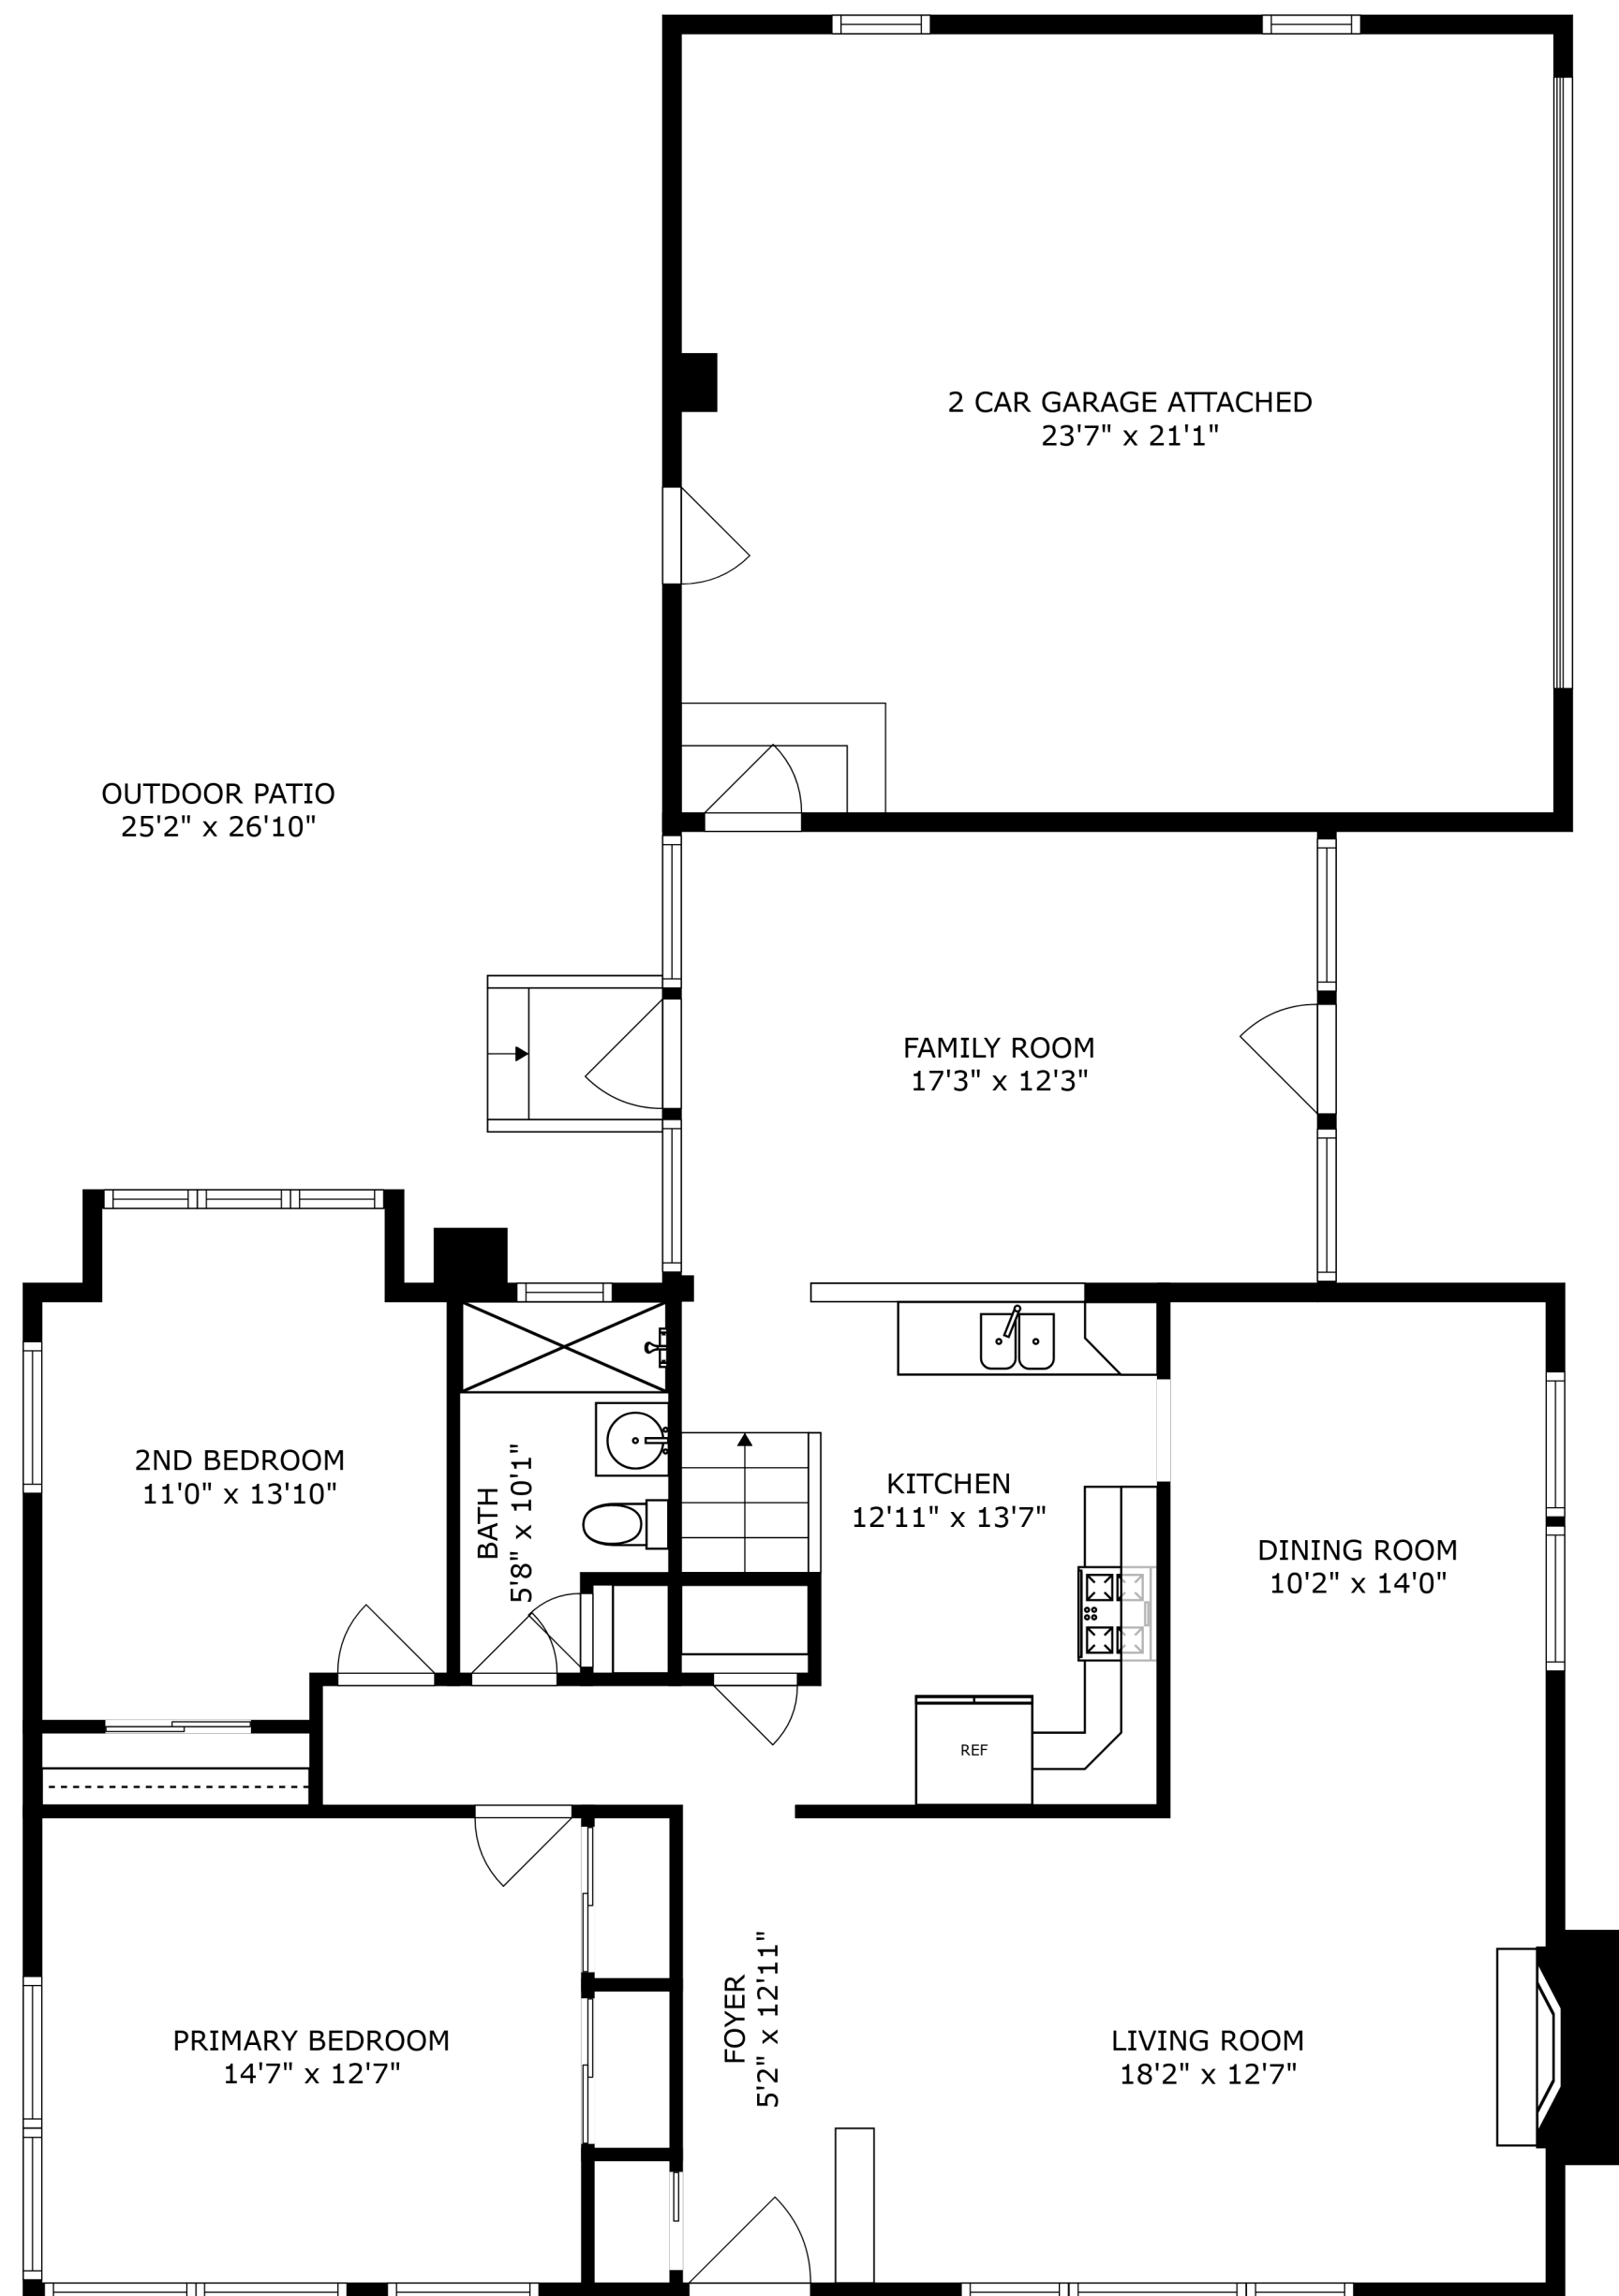 2 CAR GARAGE ATTACHED
23'7" x 21'1"
OUTDOOR PATIO
25'2" x 26'10"
FAMILY ROOM
17'3" x 12'3"
2ND BEDROOM
11'0" x 13'10"
BATH
5'8" x 10'1"
KITCHEN
12'11" x 13'7"
DINING ROOM
10'2" x 14'0"
REF
PRIMARY BEDROOM
14'7" x 12'7"
FOYER
5'2" x 12'11"
LIVING ROOM
18'2" x 12'7"